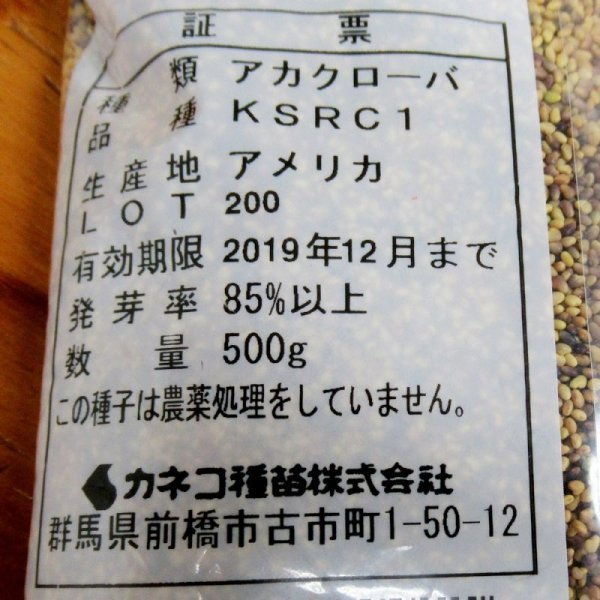 証票
種類 アカクローバ
品種 KSRC1
生産地 アメリカ
LOT 200
有効期限 2019年12月まで
発芽率 85%以上
数量 500g
この種子は農薬処理をしていません。
カネコ種苗株式会社
群馬県前橋市古市町1-50-12